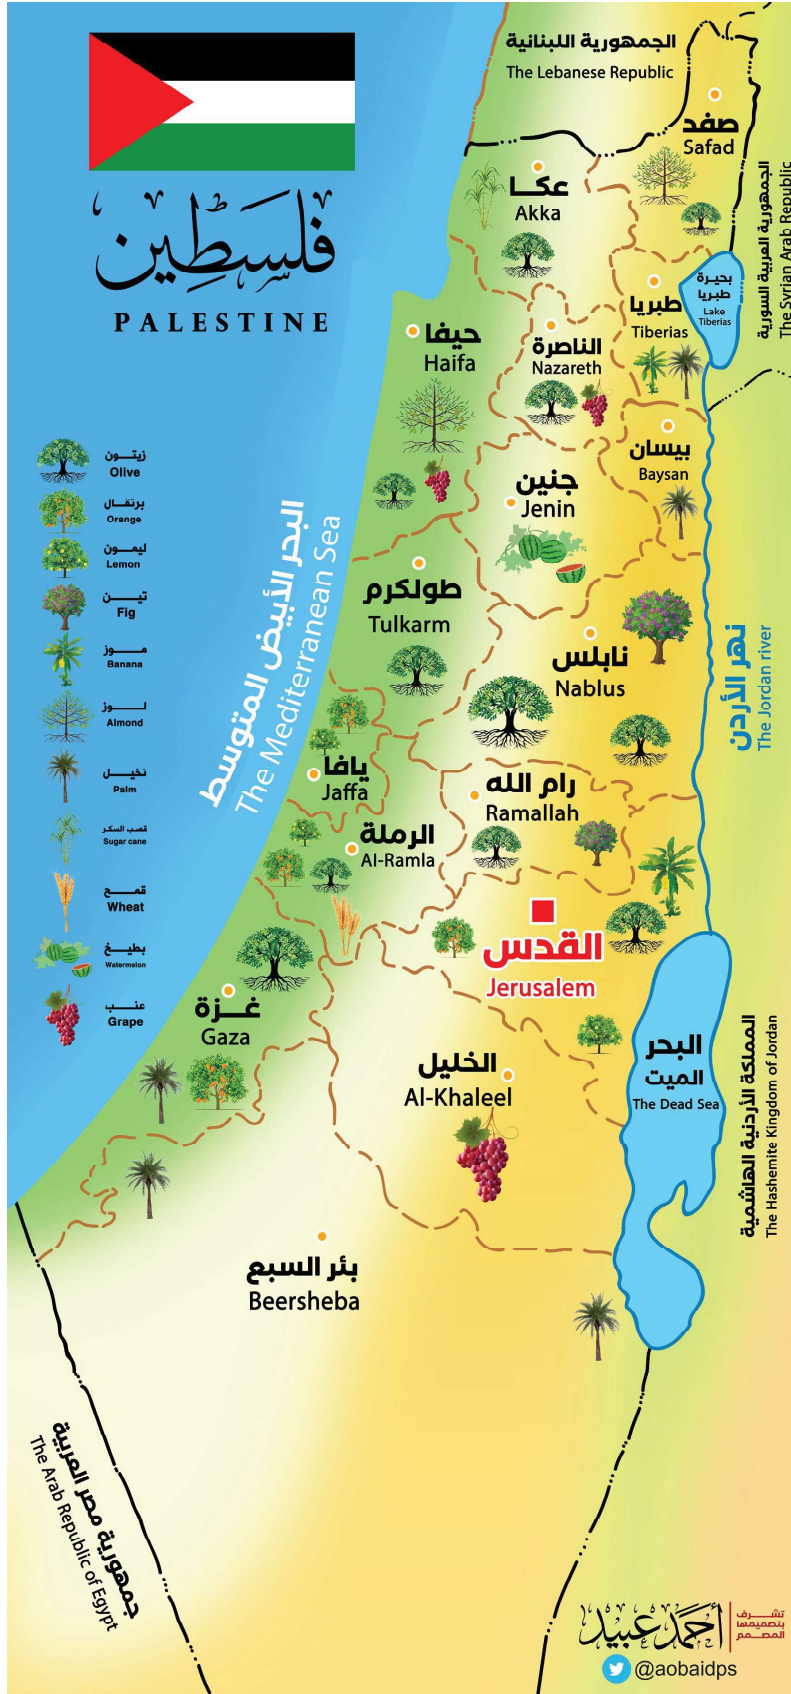 الجمهورية اللبنانية
The Lebanese Republic
فلسطين
PALESTINE
صفد
Safad
عكا
Akka
الجمهورية العربية السورية
The Syrian Arab Republic
بحيرة
طبريا
Lake
Tiberias
طبريا
Tiberias
حيفا
Haifa
الناصرة
Nazareth
بيسان
Baysan
جنين
Jenin
زيتون
Olive
برتقال
Orange
ليمون
Lemon
تين
Fig
موز
Banana
لوز
Almond
نخيل
Palm
قصب السكر
Sugar cane
قمح
Wheat
بطيخ
Watermelon
عنب
Grape
البحر الأبيض المتوسط
The Mediterranean Sea
طولكرم
Tulkarm
نابلس
Nablus
نهر الأردن
The Jordan river
يافا
Jaffa
رام الله
Ramallah
الرملة
Al-Ramla
القدس
Jerusalem
غزة
Gaza
الخليل
Al-Khaleel
البحر
الميت
The Dead Sea
المملكة الأردنية الهاشمية
The Hashemite Kingdom of Jordan
بئر السبع
Beersheba
جمهورية مصر العربية
The Arab Republic of Egypt
أحمد عبيد
تشرف
بتصميمها
المصمم
@aobaidps